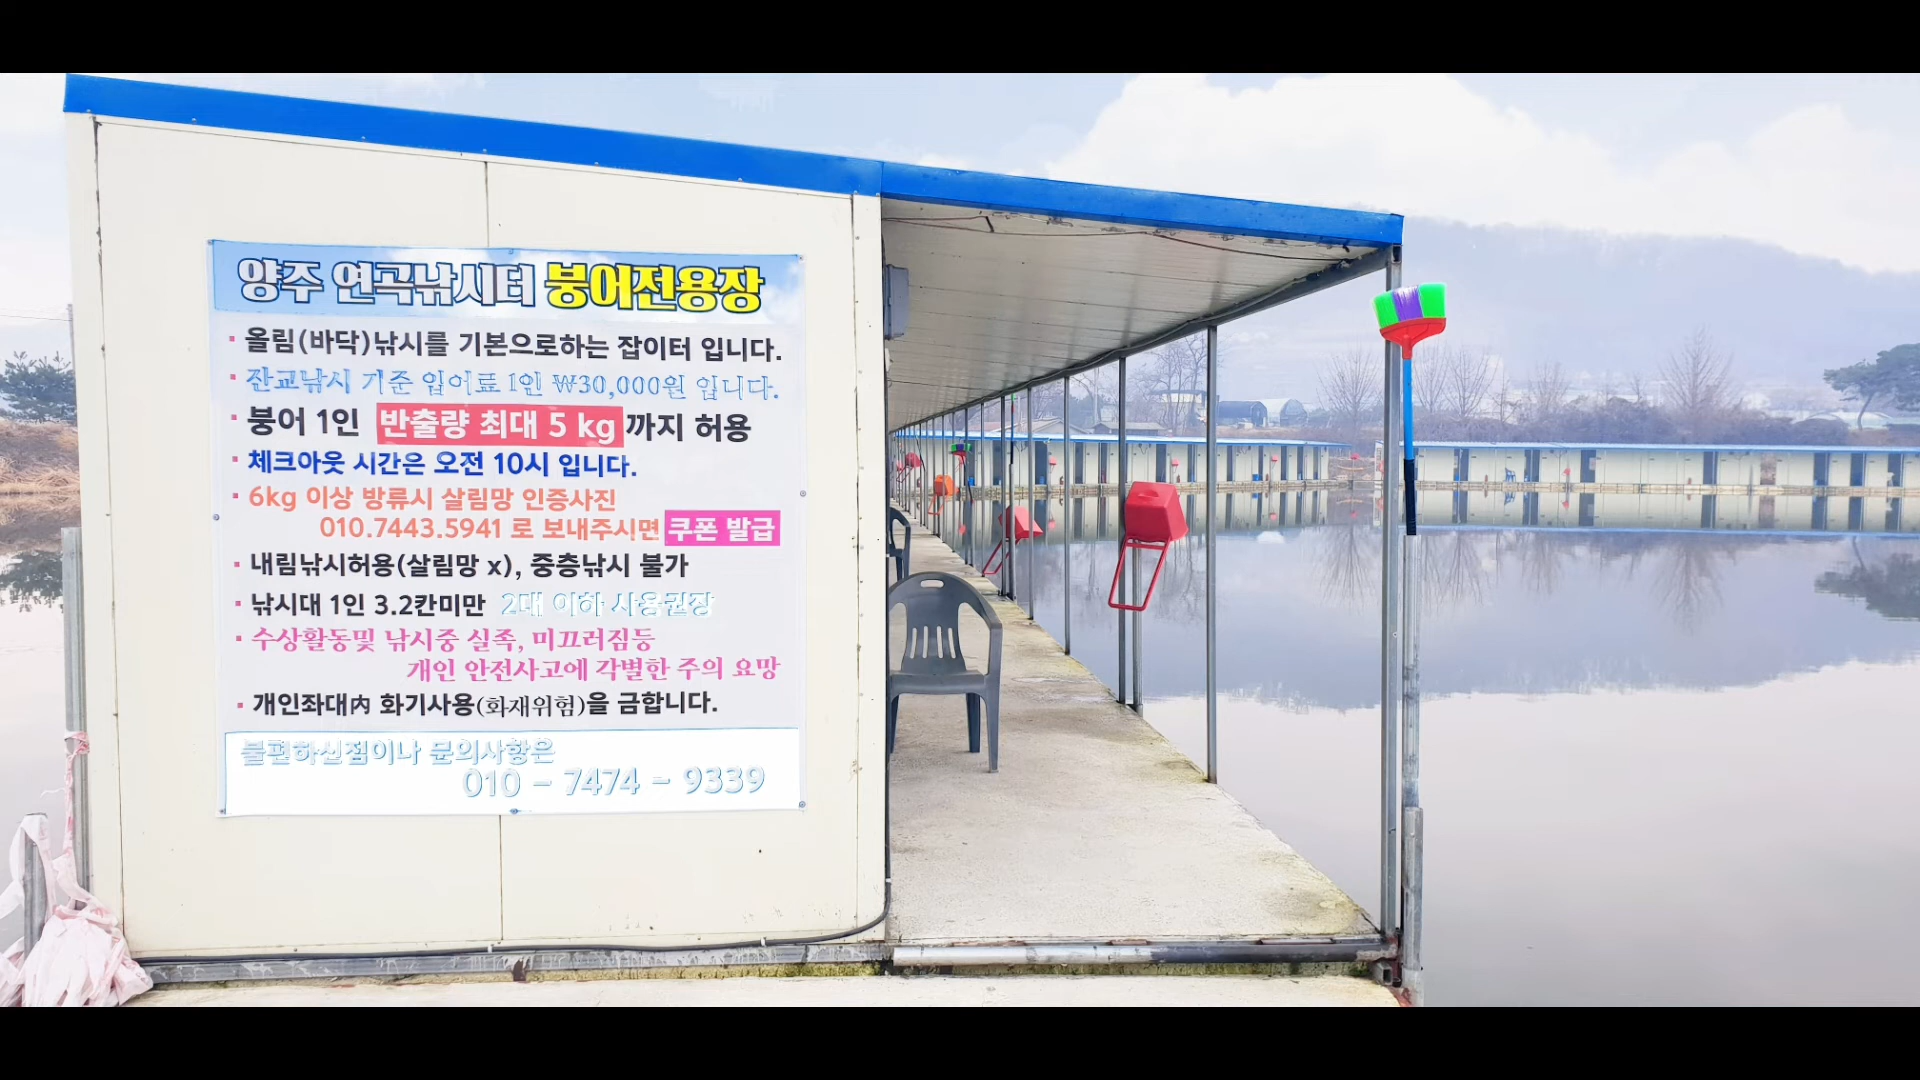 양주 연곡낚시터 붕어전용장
· 올림(바닥)낚시를 기본으로하는 잡이터 입니다.
· 잔교낚시 기준 입어료 1인 ₩30,000원 입니다.
· 붕어 1인 반출량 최대 5 kg 까지 허용
· 체크아웃 시간은 오전 10시 입니다.
· 6kg 이상 방류시 살림망 인증사진
010.7443.5941 로 보내주시면 쿠폰 발급
· 내림낚시허용(살림망 x), 중층낚시 불가
· 낚시대 1인 3.2칸미만 2대 이하 사용권장
· 수상활동및 낚시중 실족, 미끄러짐등
개인 안전사고에 각별한 주의 요망
· 개인좌대內 화기사용(화재위험)을 금합니다.
불편하신점이나 문의사항은
010 - 7474 - 9339